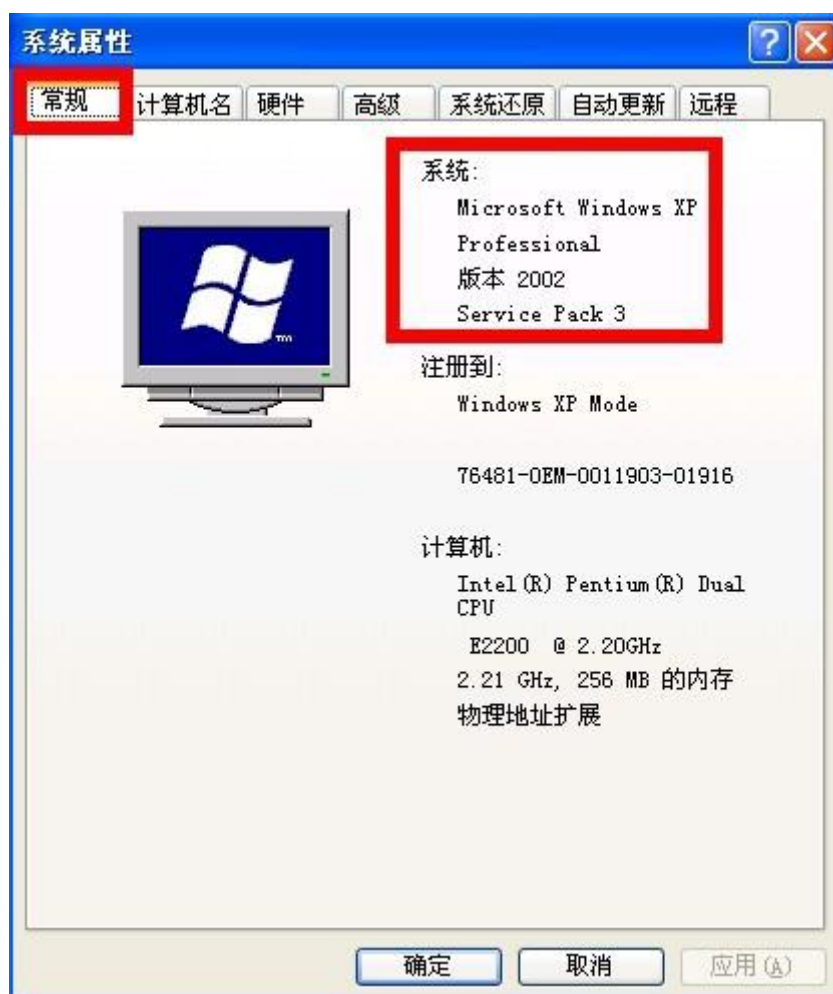 系统属性
常规 计算机名 硬件 高级 系统还原 自动更新 远程
系统:
Microsoft Windows XP
Professional
版本 2002
Service Pack 3
注册到:
Windows XP Mode
76481-OEM-0011903-01916
计算机:
Intel(R) Pentium(R) Dual
CPU
E2200 @ 2.20GHz
2.21 GHz, 256 MB 的内存
物理地址扩展
TM
确定 取消 应用(A)